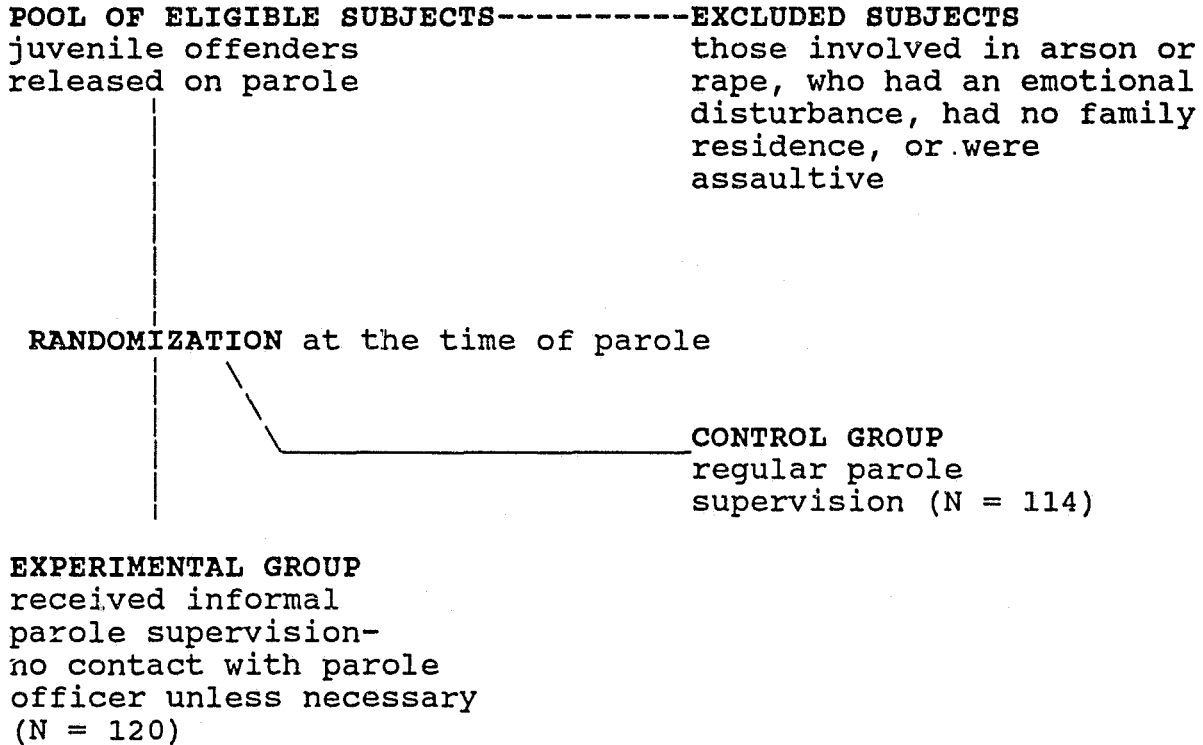 POOL OF ELIGIBLE SUBJECTS----------EXCLUDED SUBJECTS
juvenile offenders those involved in arson or
released on parole rape, who had an emotional
disturbance, had no family
residence, or were
assaultive
RANDOMIZATION at the time of parole
CONTROL GROUP
regular parole
supervision (N = 114)
EXPERIMENTAL GROUP
received informal
parole supervision-
no contact with parole
officer unless necessary
(N = 120)